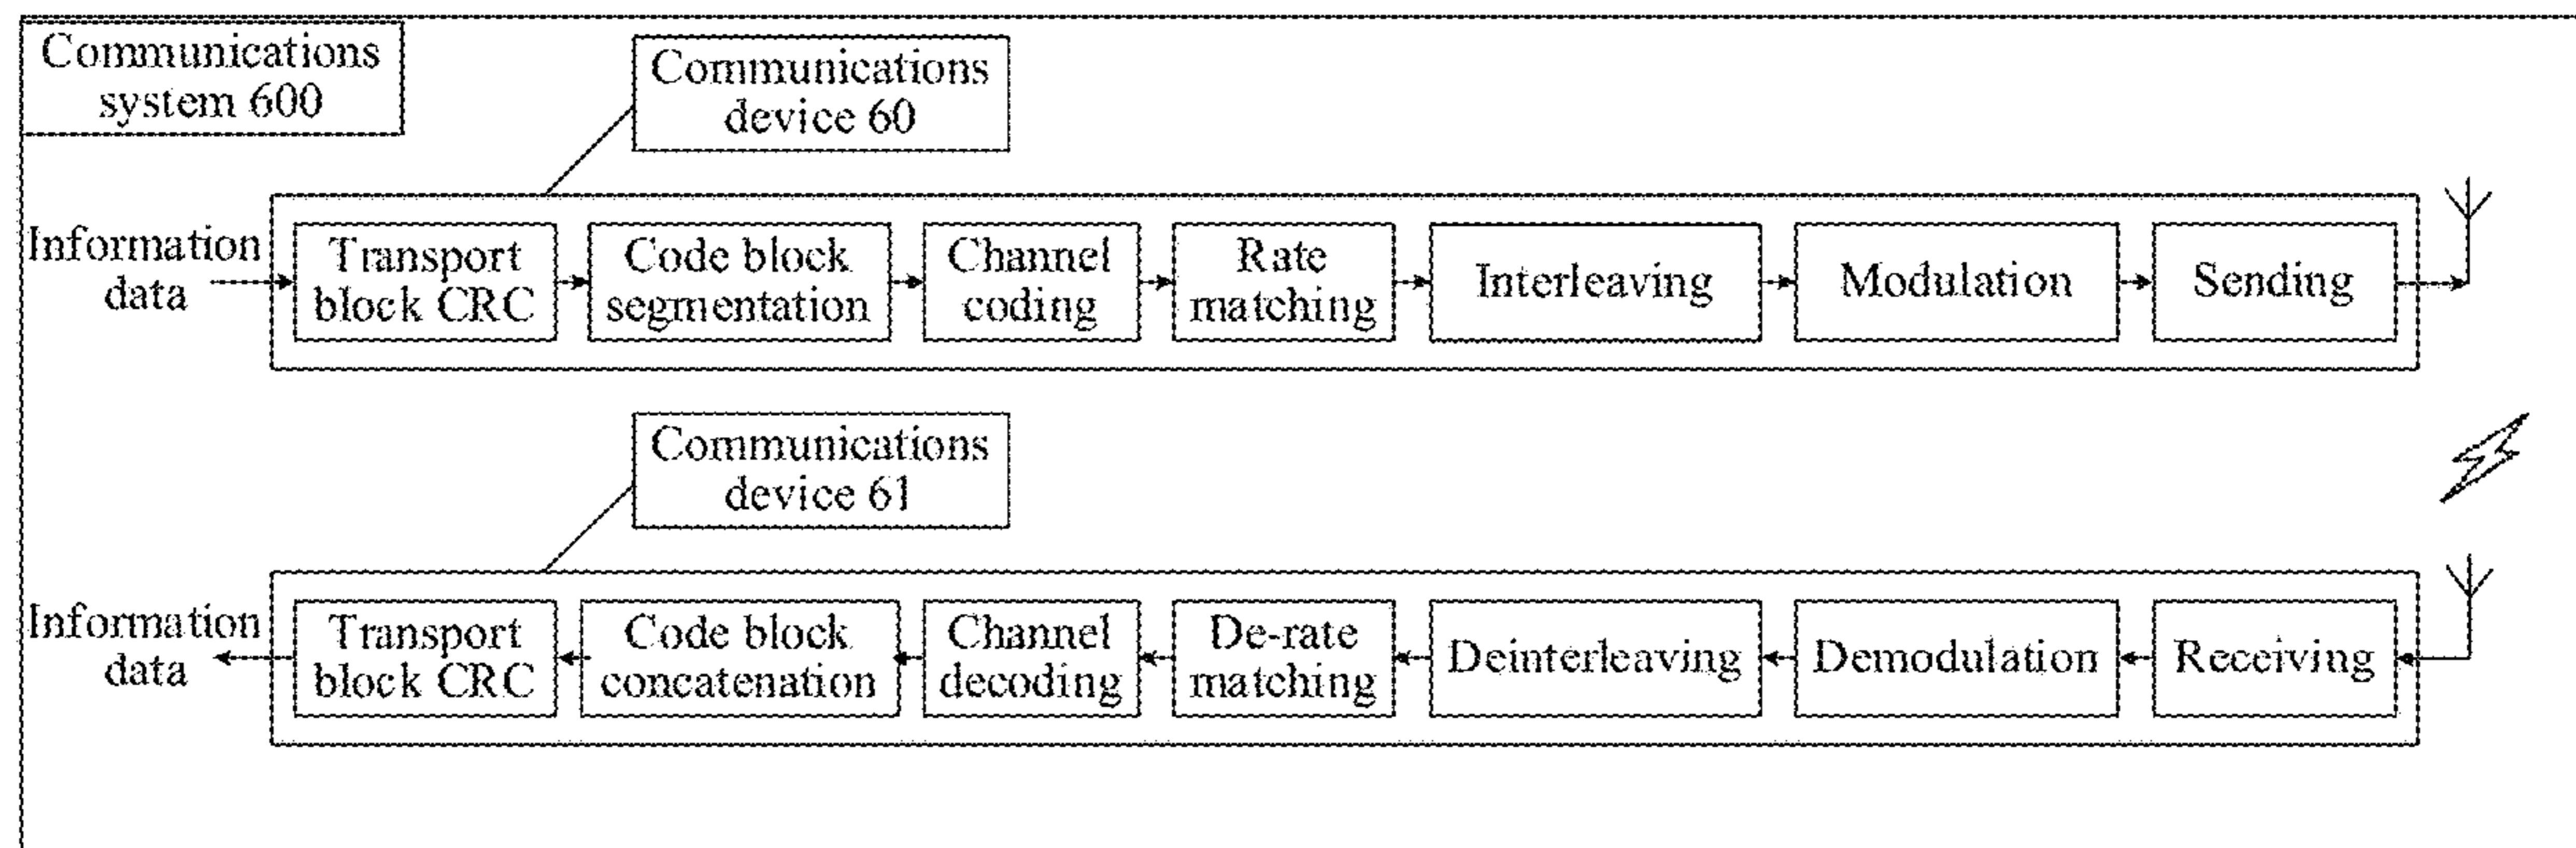 Communications
system 600
Communications
device 60
Information
data
Transport
block CRC
Code block
segmentation
Channel
coding
Rate
matching
Interleaving
Modulation
Sending
Communications
device 61
Information
data
Transport
block CRC
Code block
concatenation
Channel
decoding
De-rate
matching
Deinterleaving
Demodulation
Receiving